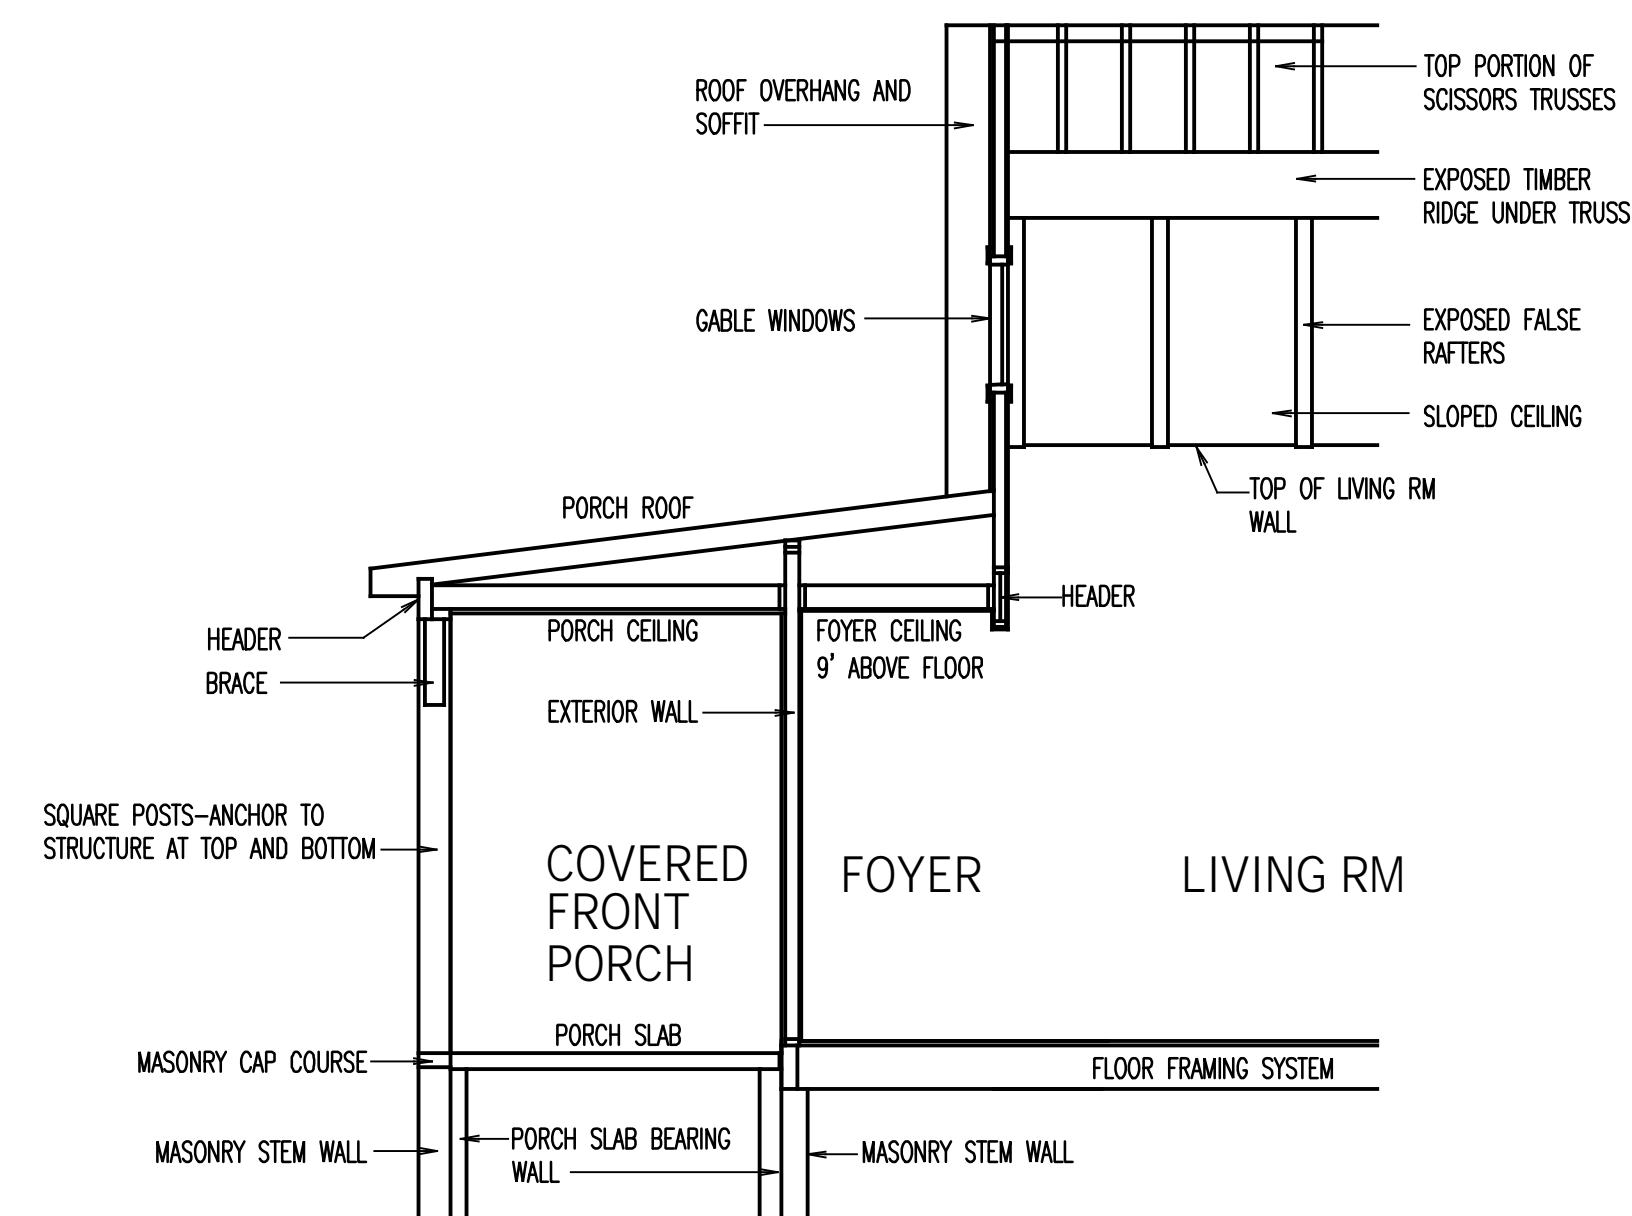 ROOF OVERHANG AND
SOFFIT
TOP PORTION OF
SCISSORS TRUSSES
EXPOSED TIMBER
RIDGE UNDER TRUSS
GABLE WINDOWS
EXPOSED FALSE
RAFTERS
SLOPED CEILING
TOP OF LIVING RM
WALL
PORCH ROOF
HEADER
HEADER
BRACE
PORCH CEILING
FOYER CEILING
9' ABOVE FLOOR
EXTERIOR WALL
SQUARE POSTS-ANCHOR TO
STRUCTURE AT TOP AND BOTTOM
COVERED
FRONT
PORCH
FOYER
LIVING RM
PORCH SLAB
MASONRY CAP COURSE
FLOOR FRAMING SYSTEM
MASONRY STEM WALL
PORCH SLAB BEARING
WALL
MASONRY STEM WALL